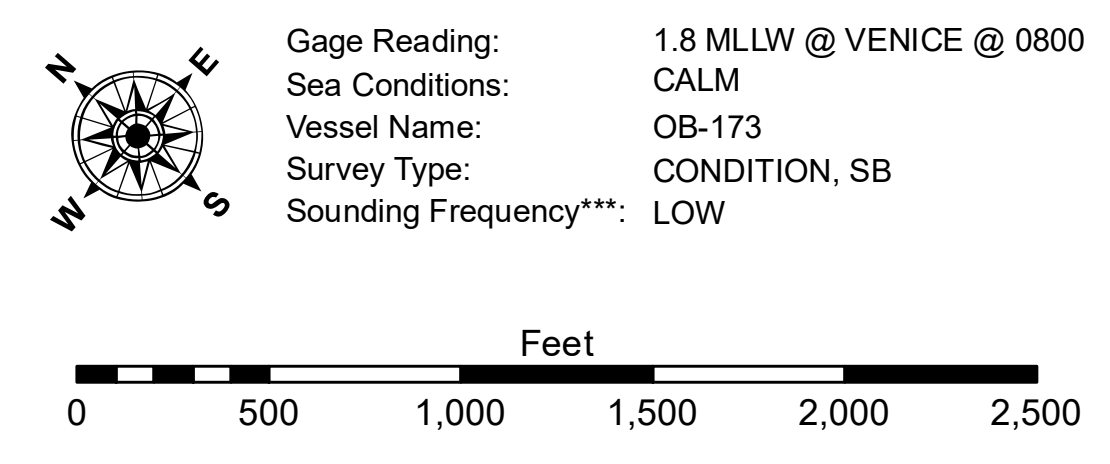 N E
W S
Gage Reading: 1.8 MLLW @ VENICE @ 0800
Sea Conditions: CALM
Vessel Name: OB-173
Survey Type: CONDITION, SB
Sounding Frequency***: LOW
Feet
0 500 1,000 1,500 2,000 2,500